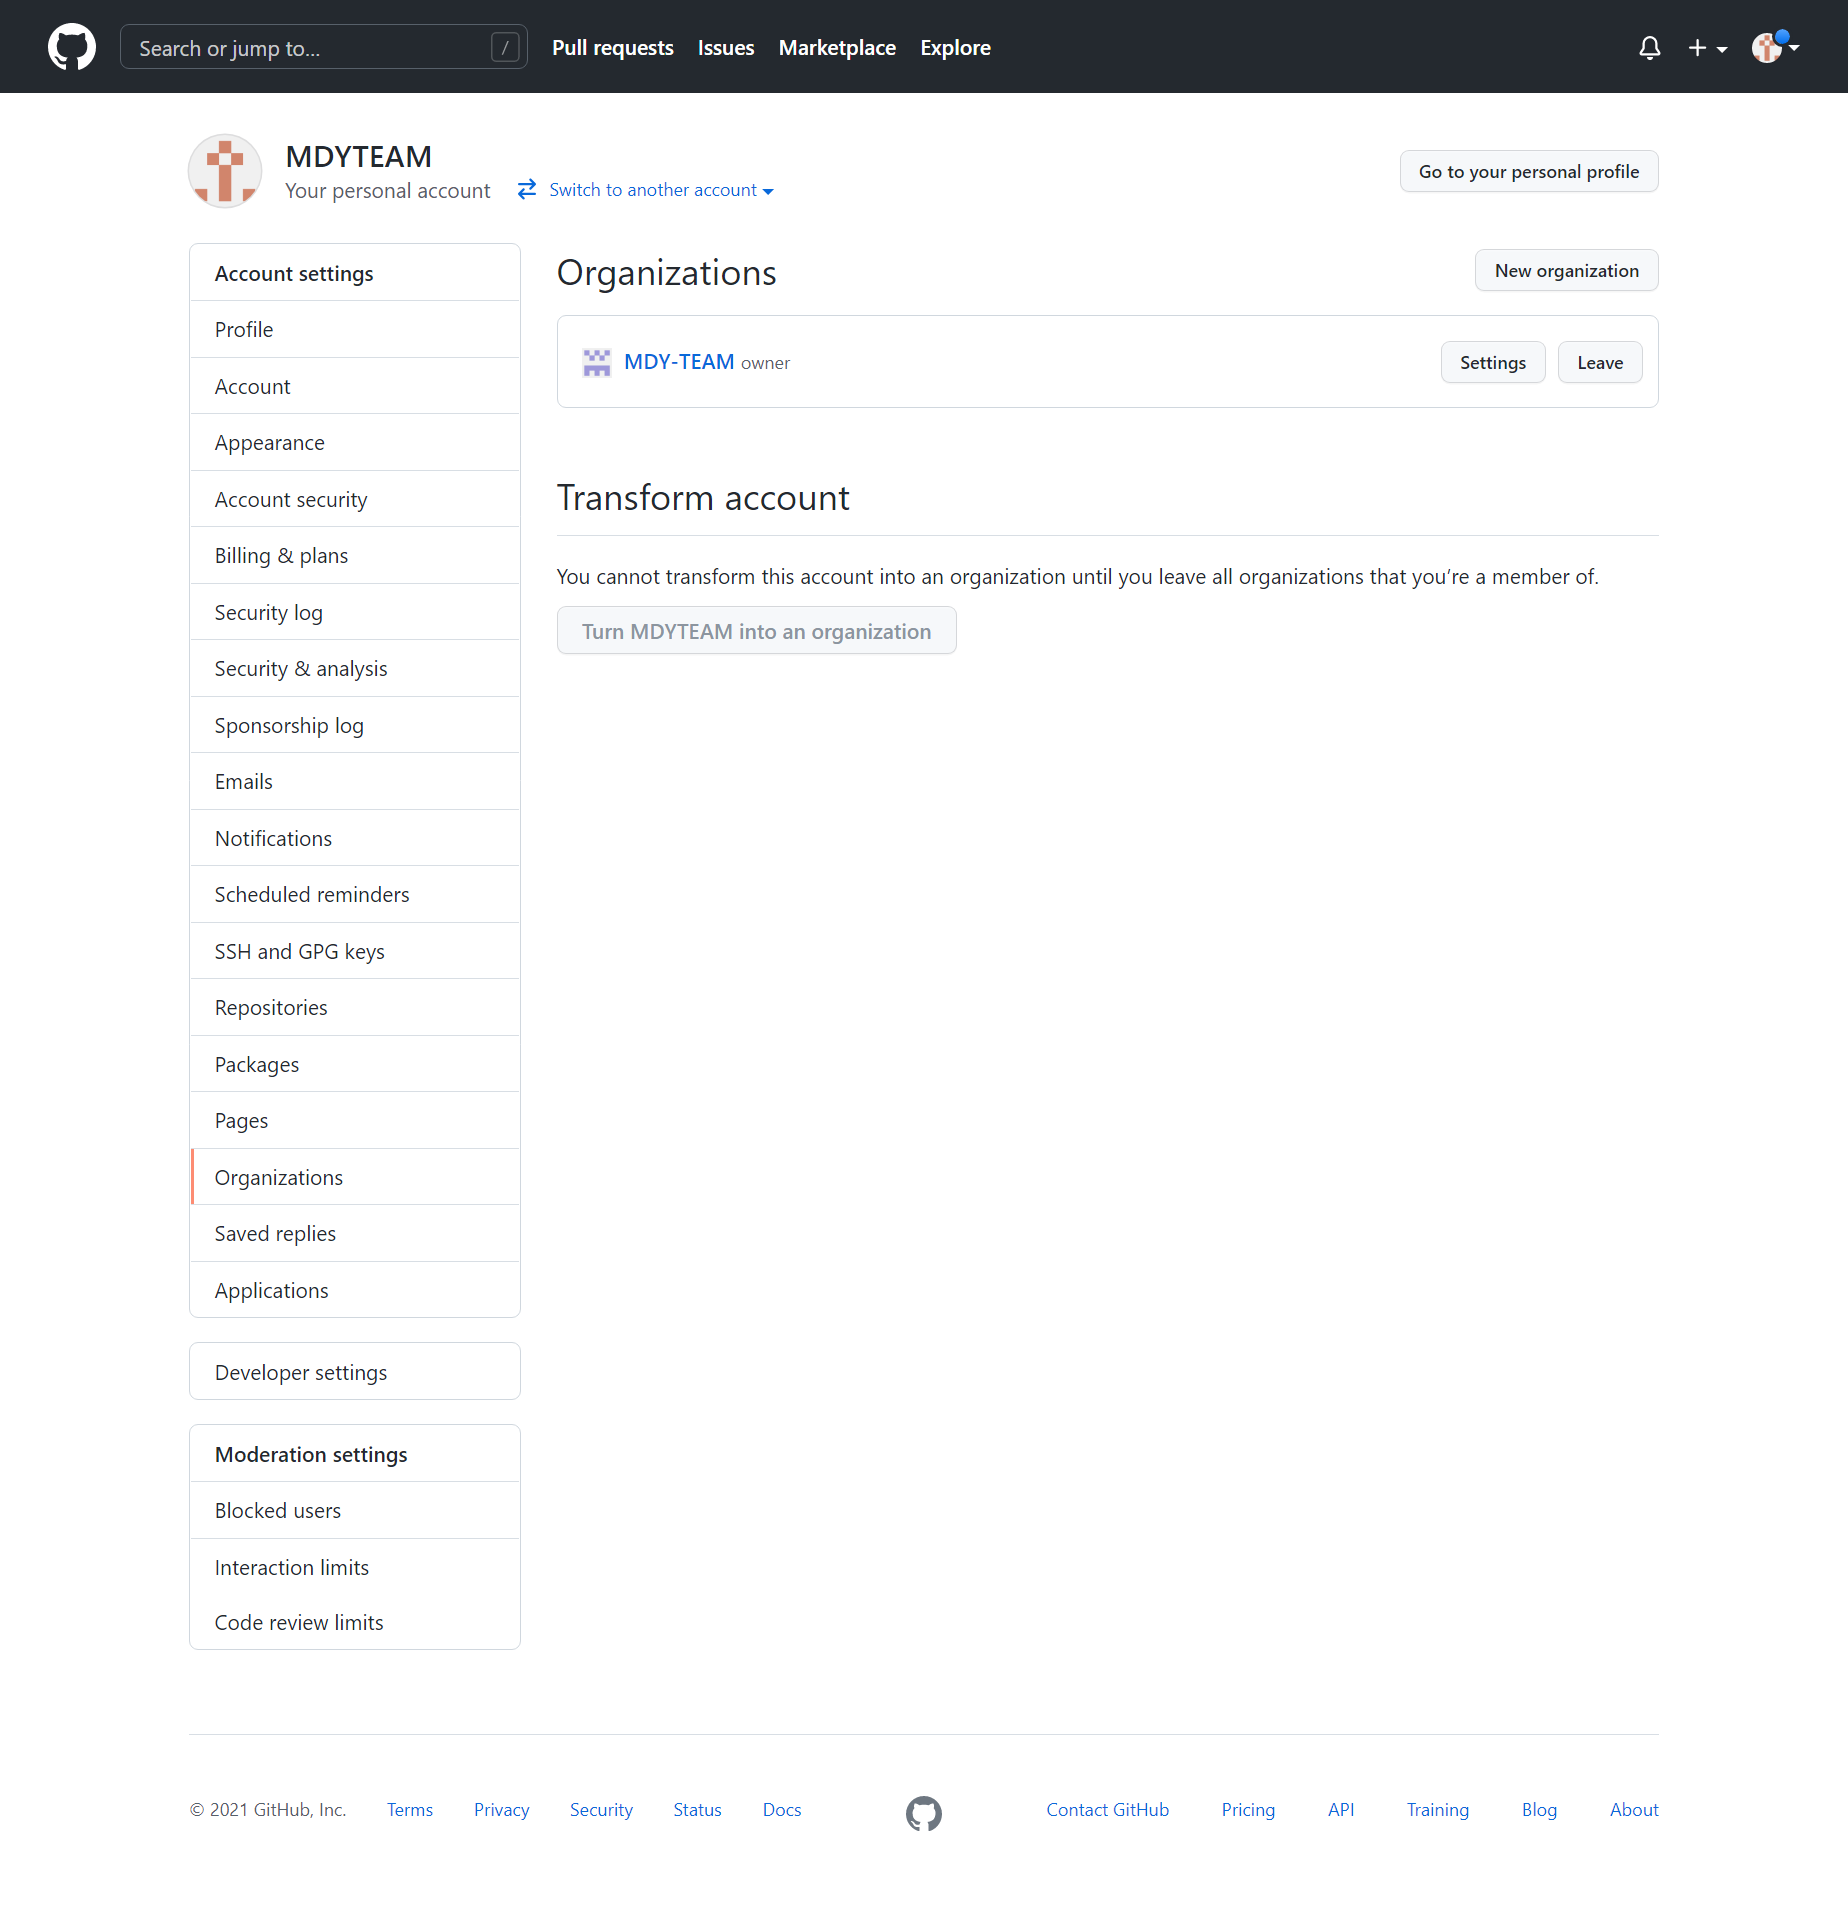 Search or jump to...
/
Pull requests
Issues
Marketplace
Explore
MDYTEAM
Your personal account
Switch to another account
Go to your personal profile
Account settings
Profile
Account
Appearance
Account security
Billing & plans
Security log
Security & analysis
Sponsorship log
Emails
Notifications
Scheduled reminders
SSH and GPG keys
Repositories
Packages
Pages
Organizations
Saved replies
Applications
Developer settings
Moderation settings
Blocked users
Interaction limits
Code review limits
Organizations
New organization
MDY-TEAM owner
Settings
Leave
Transform account
You cannot transform this account into an organization until you leave all organizations that you’re a member of.
Turn MDYTEAM into an organization
© 2021 GitHub, Inc.
Terms
Privacy
Security
Status
Docs
Contact GitHub
Pricing
API
Training
Blog
About